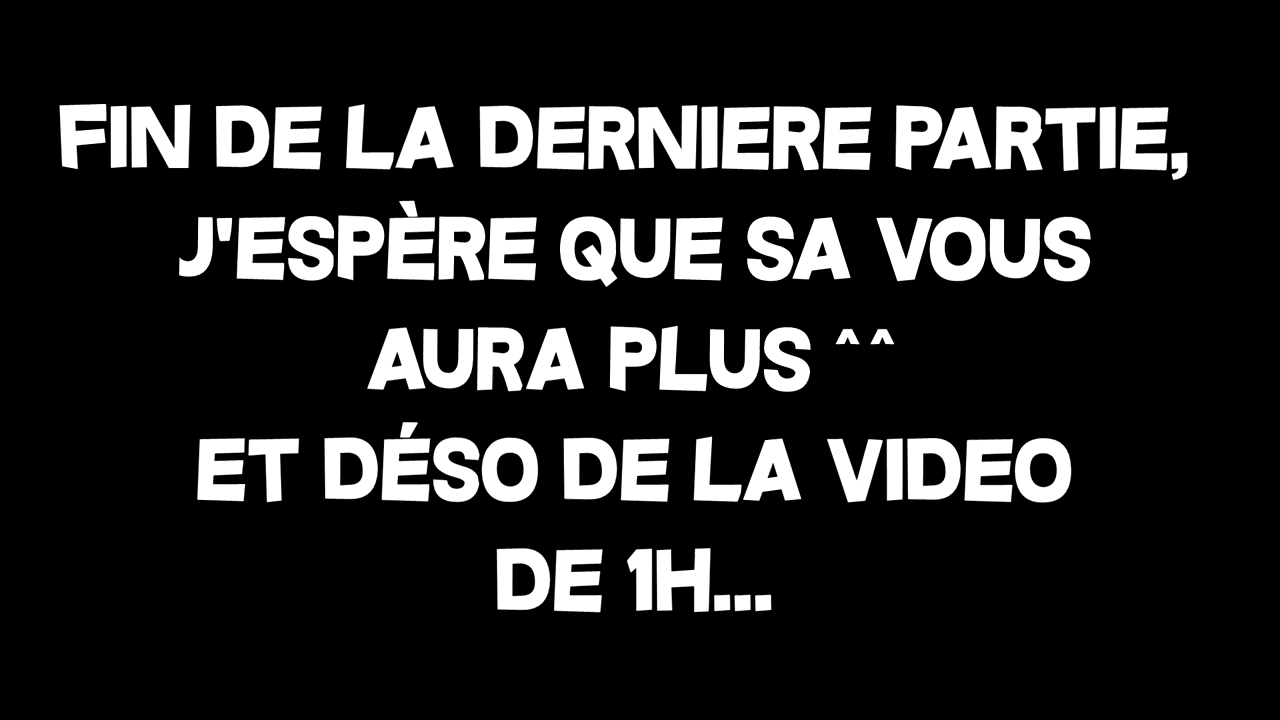 FIN DE LA DERNIERE PARTIE,
J'ESPÈRE QUE SA VOUS
AURA PLUS ^^
ET DÉSO DE LA VIDEO
DE 1H...